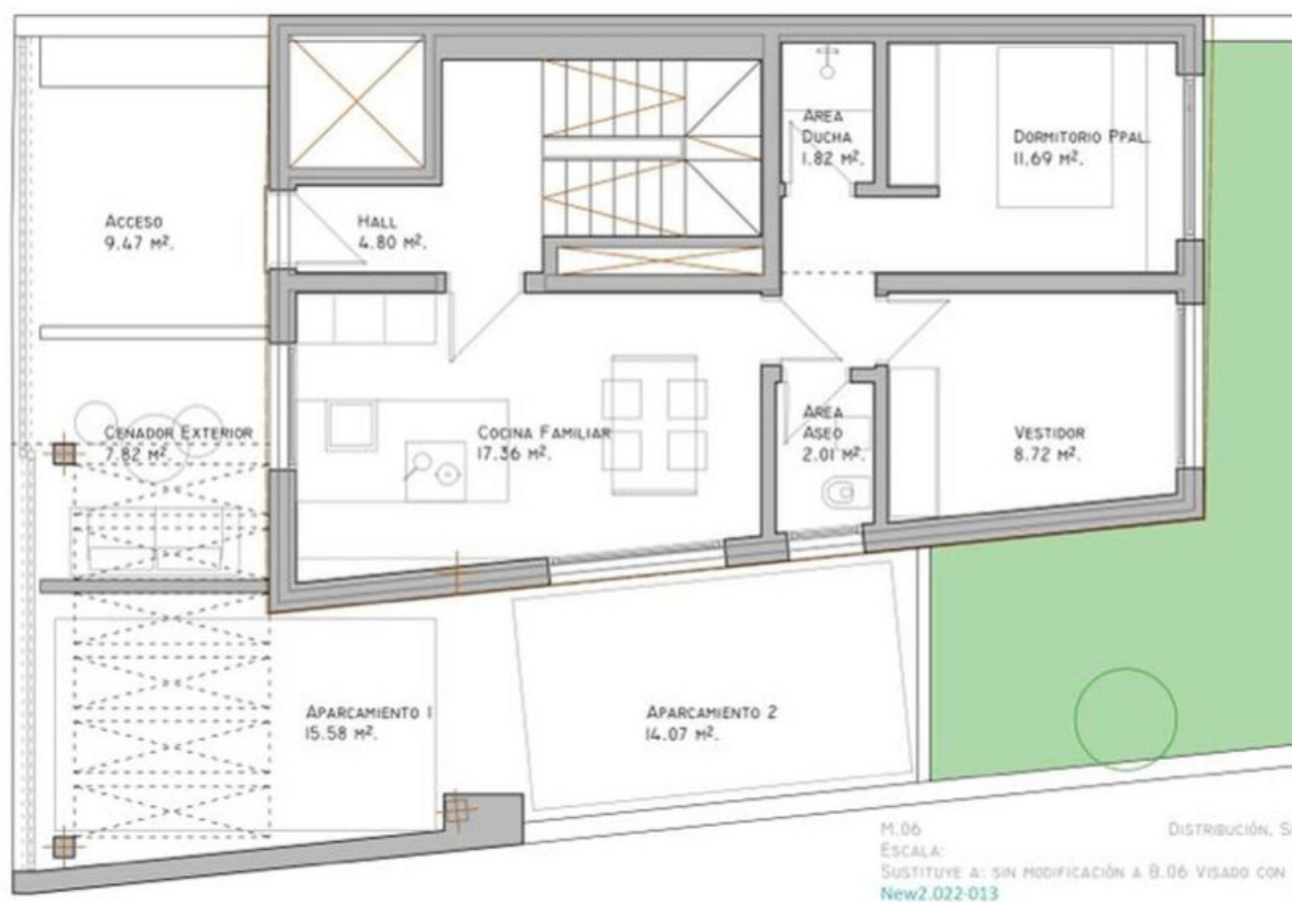 AREA
DUCHA
1.82 M².
DORMITORIO PPAL.
11.69 M².
ACCESO
9.47 M².
HALL
4.80 M².
CENADOR EXTERIOR
7.82 M².
COCINA FAMILIAR
17.36 M².
AREA
ASEO
2.01 M².
VESTIDOR
8.72 M².
APARCAMIENTO 1
15.58 M².
APARCAMIENTO 2
14.07 M².
M.06
DISTRIBUCIÓN, S
ESCALA:
SUSTITUYE A: SIN MODIFICACIÓN A B.06 VISADO CON
New2.022-013